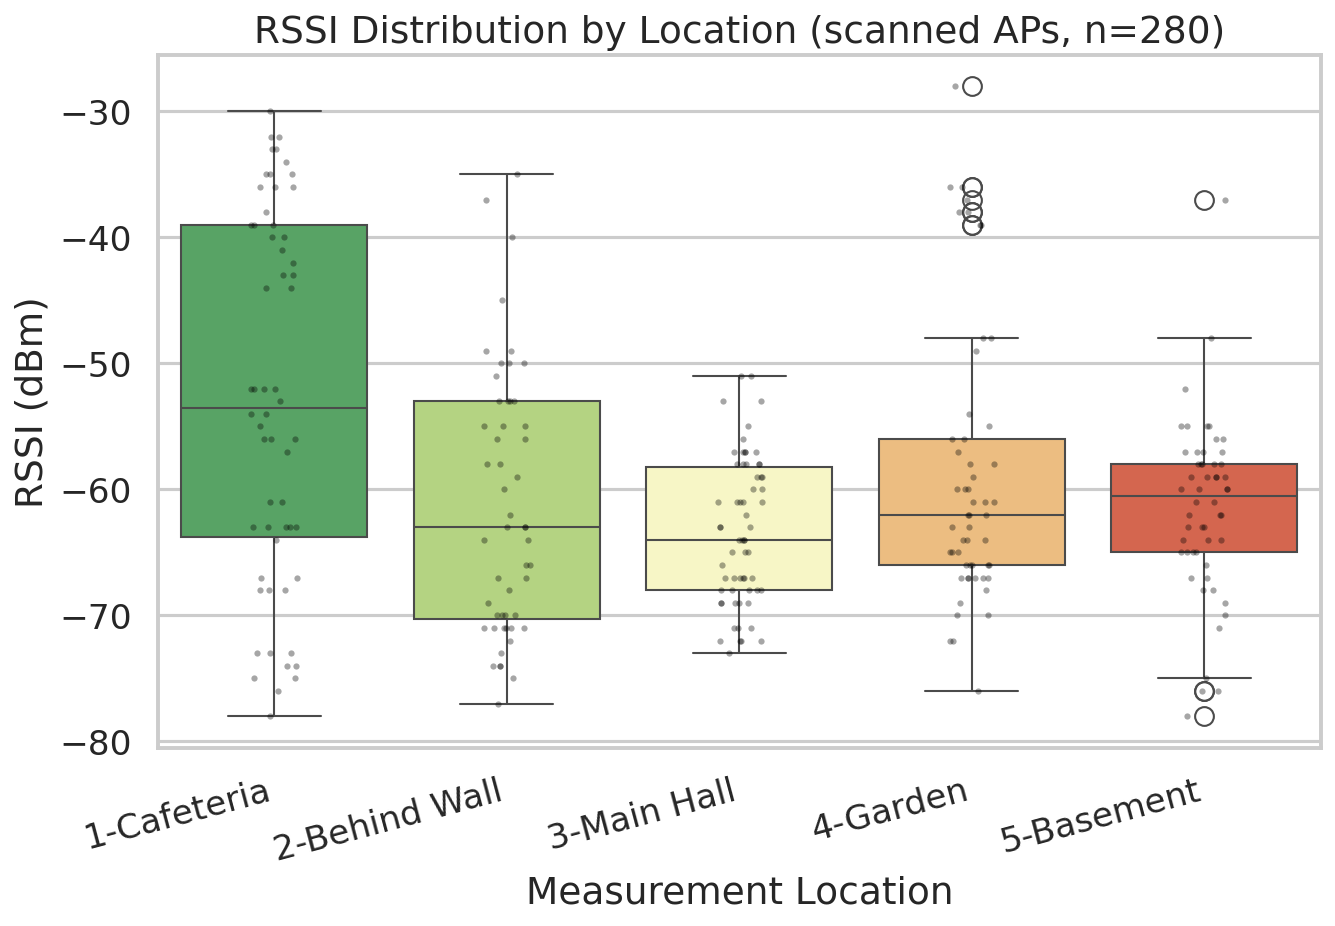 RSSI Distribution by Location (scanned APs, n=280)
RSSI (dBm)
−30
−40
−50
−60
−70
−80
1-Cafeteria
2-Behind Wall
3-Main Hall
4-Garden
5-Basement
Measurement Location